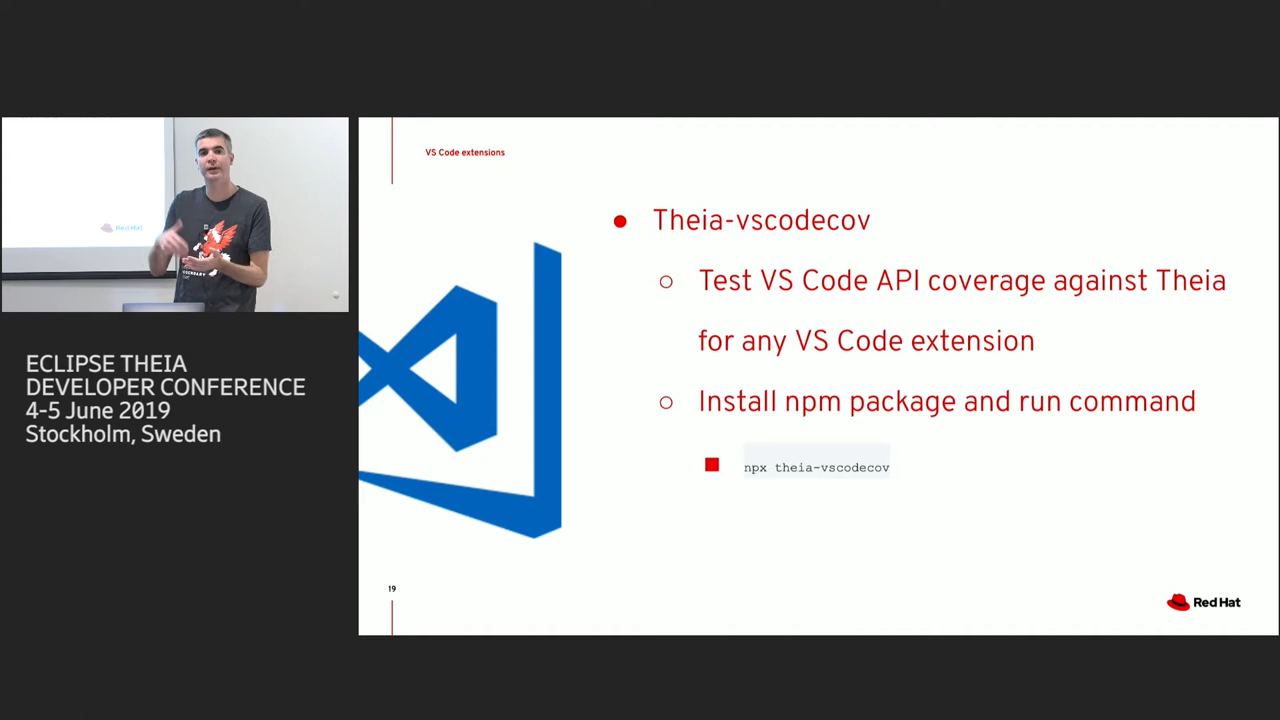 VS Code extensions
Theia-vscodecov
Test VS Code API coverage against Theia
for any VS Code extension
Install npm package and run command
npx theia-vscodecov
19
Red Hat
Red Hat
ECLIPSE THEIA
DEVELOPER CONFERENCE
4-5 June 2019
Stockholm, Sweden